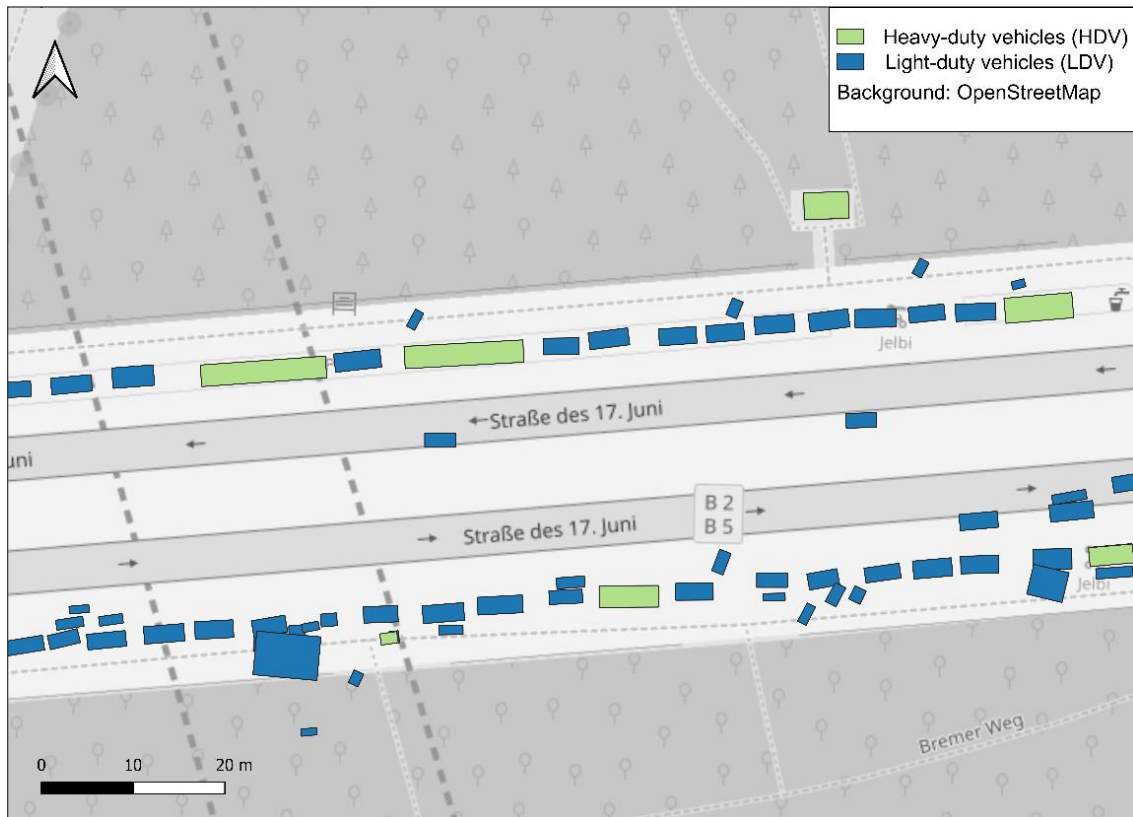 Heavy-duty vehicles (HDV)
Light-duty vehicles (LDV)
Background: OpenStreetMap
Jelbi
Straße des 17. Juni
uni
B 2
B 5
Straße des 17. Juni
Jelbi
Bremer Weg
0 10 20 m